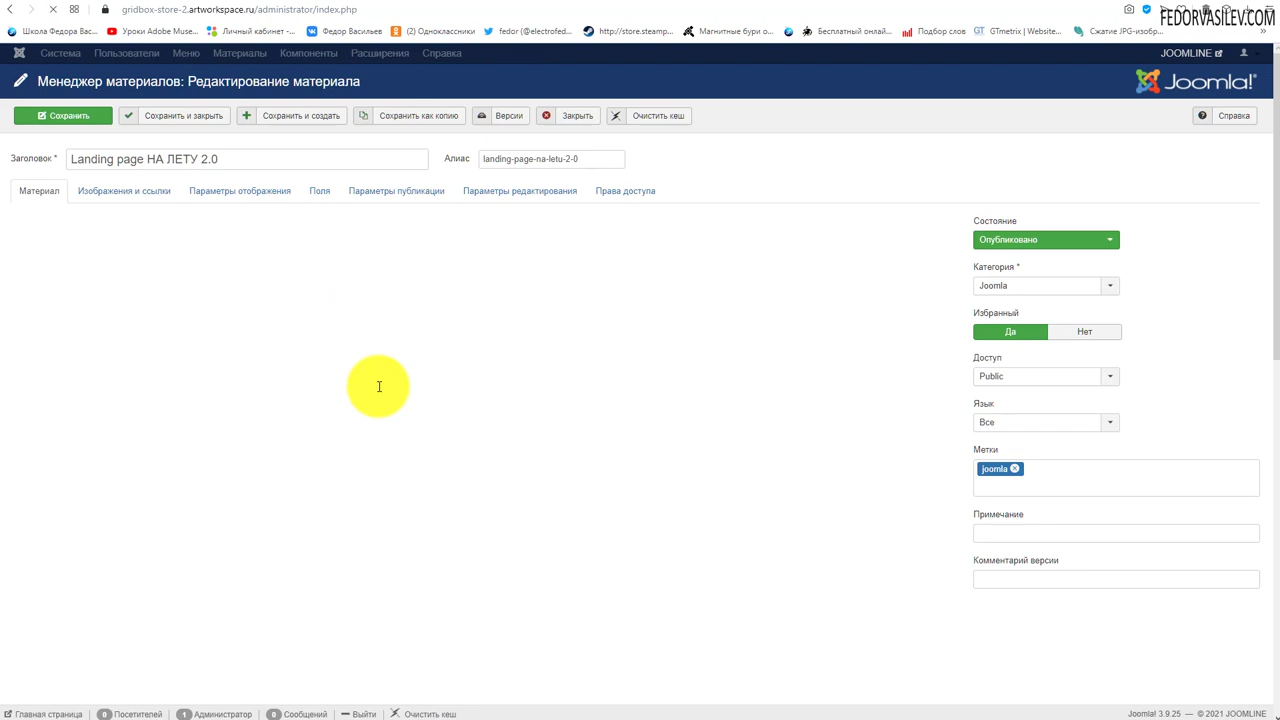 gridbox-store-2.artworkspace.ru/administrator/index.php
FEDORVASILEV.COM
Школа Федора Вас... Уроки Adobe Muse... Личный кабинет -... Федор Васильев (2) Одноклассники fedor (@electrofed... http://store.steamp... Магнитные буры о... Бесплатный онлай... Подбор слов GTmetrix | Website... Сжатие JPG-изобр...
Система Пользователи Меню Материалы Компоненты Расширения Справка JOOMLINE
Менеджер материалов: Редактирование материала Joomla!
Сохранить Сохранить и закрыть Сохранить и создать Сохранить как копию Версии Закрыть Очистить кеш Справка
Заголовок * Landing page НА ЛЕТУ 2.0 Алиас landing-page-na-letu-2-0
Материал Изображения и ссылки Параметры отображения Поля Параметры публикации Параметры редактирования Права доступа
Состояние
Опубликовано
Категория *
Joomla
Избранный
Да Нет
Доступ
Public
Язык
Все
Метки
joomla
Примечание
Комментарий версии
Главная страница 0 Посетителей 1 Администратор 0 Сообщений Выйти Очистить кеш Joomla! 3.9.25 — © 2021 JOOMLINE